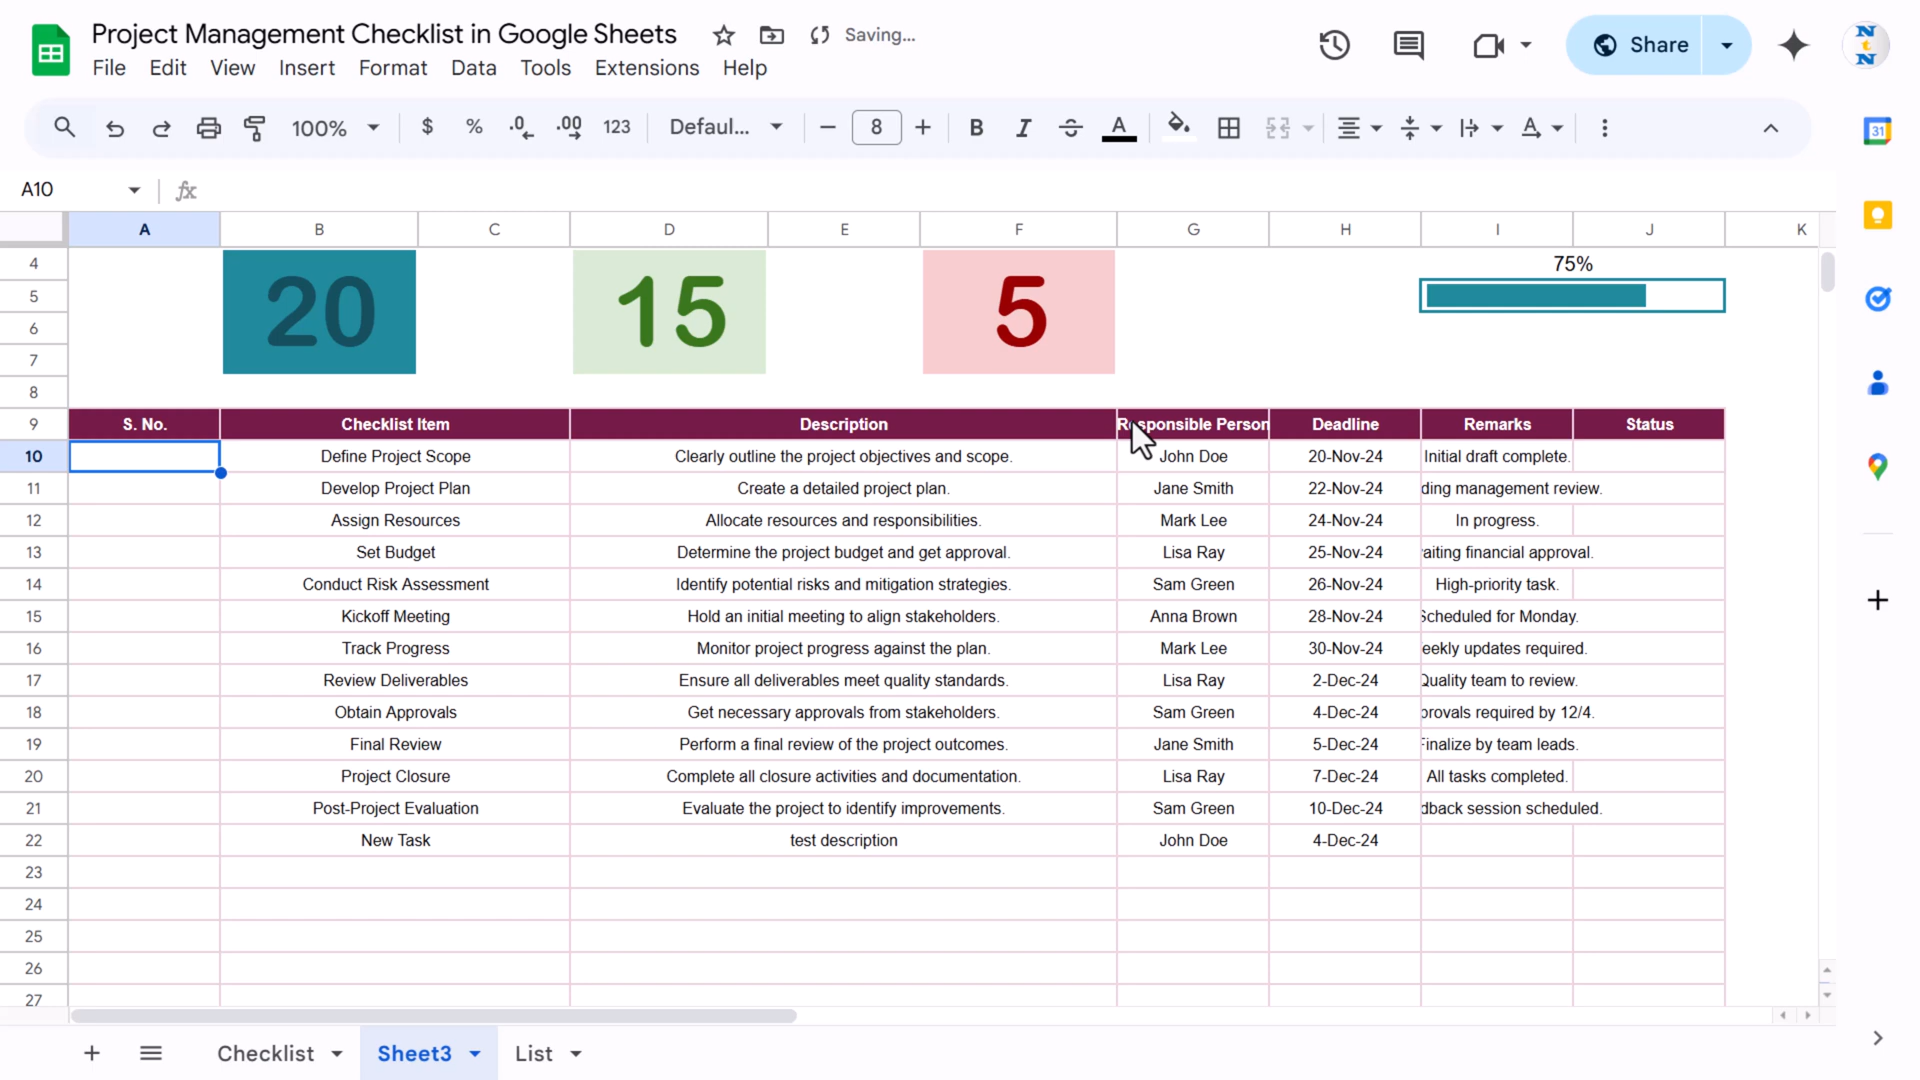 Project Management Checklist in Google Sheets Saving...
File Edit View Insert Format Data Tools Extensions Help
Share
N
t
N
100% $ % .0 .00 123 Defaul... 8 B I A A
31
A10 fx
A B C D E F G H I J K
4 75%
5 20 15 5
6
7
8
9 S. No. Checklist Item Description Responsible Person Deadline Remarks Status
10 Define Project Scope Clearly outline the project objectives and scope. John Doe 20-Nov-24 Initial draft complete.
11 Develop Project Plan Create a detailed project plan. Jane Smith 22-Nov-24 ding management review.
12 Assign Resources Allocate resources and responsibilities. Mark Lee 24-Nov-24 In progress.
13 Set Budget Determine the project budget and get approval. Lisa Ray 25-Nov-24 aiting financial approval.
14 Conduct Risk Assessment Identify potential risks and mitigation strategies. Sam Green 26-Nov-24 High-priority task.
15 Kickoff Meeting Hold an initial meeting to align stakeholders. Anna Brown 28-Nov-24 Scheduled for Monday.
16 Track Progress Monitor project progress against the plan. Mark Lee 30-Nov-24 eekly updates required.
17 Review Deliverables Ensure all deliverables meet quality standards. Lisa Ray 2-Dec-24 Quality team to review.
18 Obtain Approvals Get necessary approvals from stakeholders. Sam Green 4-Dec-24 provals required by 12/4.
19 Final Review Perform a final review of the project outcomes. Jane Smith 5-Dec-24 Finalize by team leads.
20 Project Closure Complete all closure activities and documentation. Lisa Ray 7-Dec-24 All tasks completed.
21 Post-Project Evaluation Evaluate the project to identify improvements. Sam Green 10-Dec-24 dback session scheduled.
22 New Task test description John Doe 4-Dec-24
23
24
25
26
27
Checklist Sheet3 List